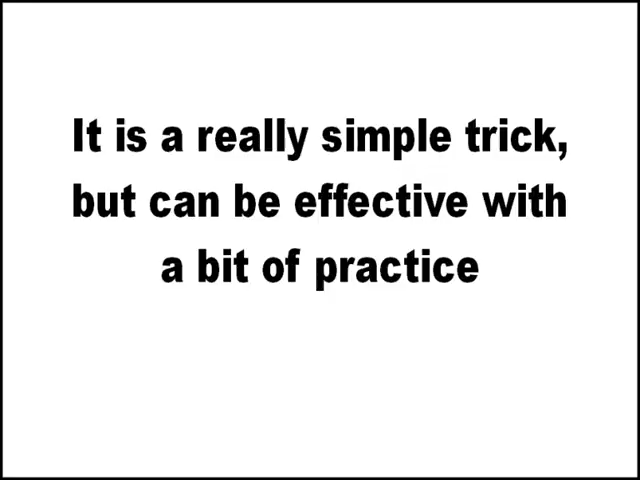 It is a really simple trick,
but can be effective with
a bit of practice